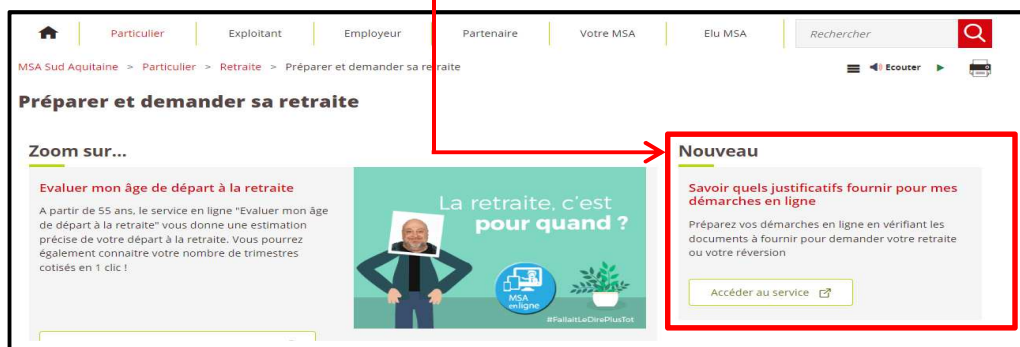 Particulier
Exploitant
Employeur
Partenaire
Votre MSA
Elu MSA
Rechercher
MSA Sud Aquitaine > Particulier > Retraite > Préparer et demander sa retraite
Ecouter
Préparer et demander sa retraite
Zoom sur...
Evaluer mon âge de départ à la retraite
A partir de 55 ans, le service en ligne "Evaluer mon âge
de départ à la retraite" vous donne une estimation
précise de votre départ à la retraite. Vous pourrez
également connaitre votre nombre de trimestres
cotisés en 1 clic !
La retraite, c'est
pour quand ?
MSA
en ligne
#FallaitLeDirePlusTot
Nouveau
Savoir quels justificatifs fournir pour mes
démarches en ligne
Préparez vos démarches en ligne en vérifiant les
documents à fournir pour demander votre retraite
ou votre réversion
Accéder au service